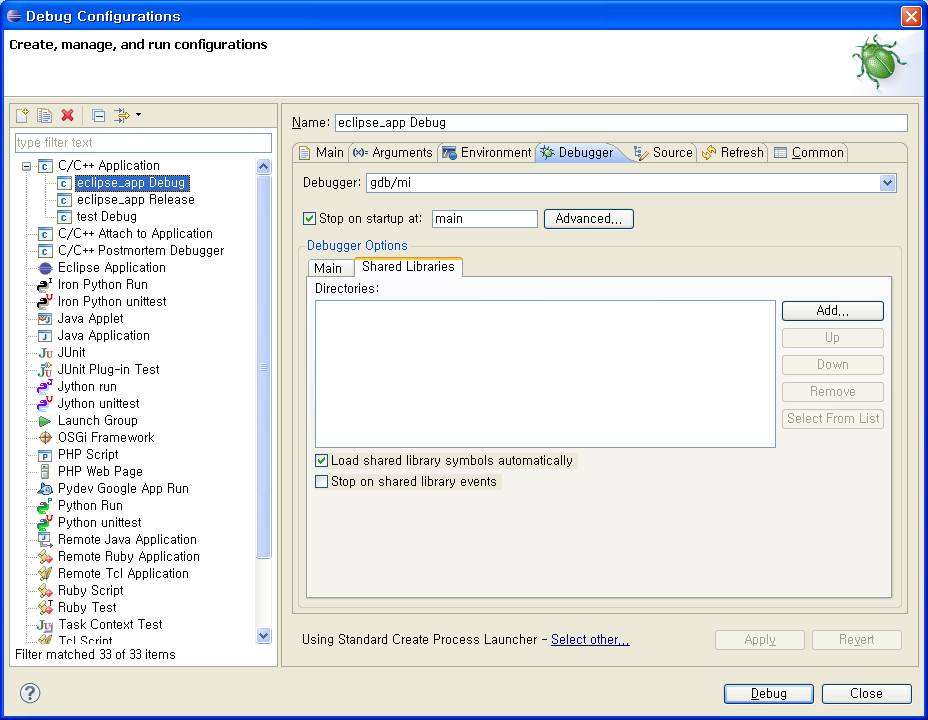 Debug Configurations
Create, manage, and run configurations
type filter text
C/C++ Application
eclipse_app Debug
eclipse_app Release
test Debug
C/C++ Attach to Application
C/C++ Postmortem Debugger
Eclipse Application
Iron Python Run
Iron Python unittest
Java Applet
Java Application
JUnit
JUnit Plug-in Test
Jython run
Jython unittest
Launch Group
OSGi Framework
PHP Script
PHP Web Page
Pydev Google App Run
Python Run
Python unittest
Remote Java Application
Remote Ruby Application
Remote Tcl Application
Ruby Script
Ruby Test
Task Context Test
Tcl Script
Filter matched 33 of 33 items
Name: eclipse_app Debug
Main (x)= Arguments Environment Debugger Source Refresh Common
Debugger: gdb/mi
Stop on startup at: main Advanced...
Debugger Options
Main Shared Libraries
Directories:
Add...
Up
Down
Remove
Select From List
Load shared library symbols automatically
Stop on shared library events
Using Standard Create Process Launcher - Select other...
Apply Revert
? Debug Close